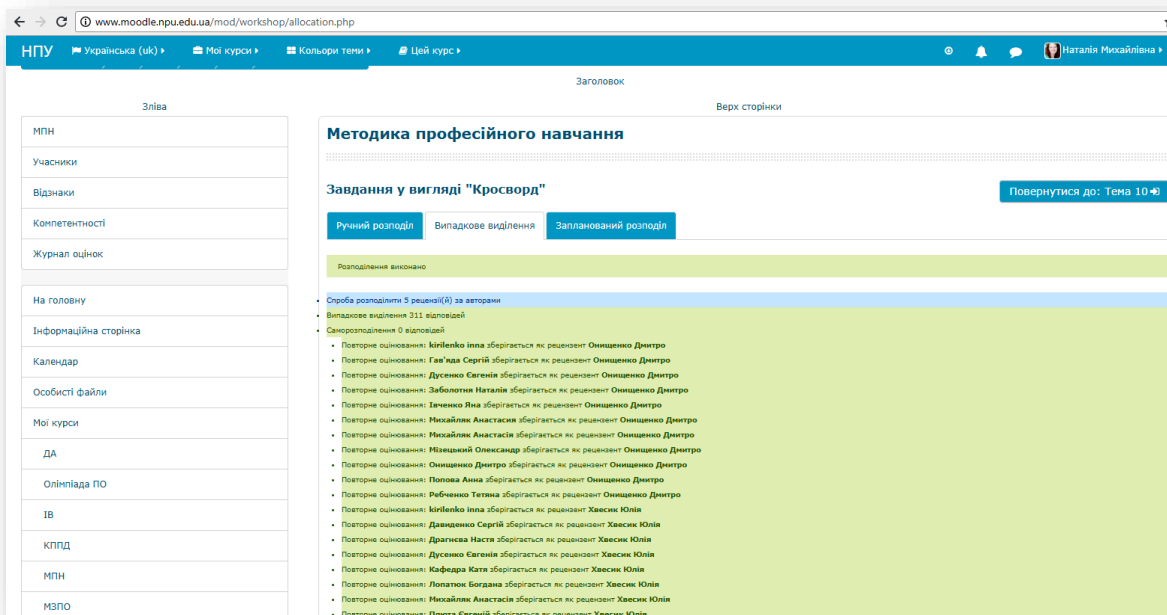 www.moodle.npu.edu.ua/mod/workshop/allocation.php
НПУ Українська (uk) Мої курси Кольори теми Цей курс Наталія Михайлівна
Заголовок
Зліва
Верх сторінки
МПН
Учасники
Відзнаки
Компетентності
Журнал оцінок
На головну
Інформаційна сторінка
Календар
Особисті файли
Мої курси
ДА
Олімпіада ПО
ІВ
КППД
МПН
МЗПО
Методика професійного навчання
Завдання у вигляді "Кросворд"
Повернутися до: Тема 10
Ручний розподіл Випадкове виділення Запланований розподіл
Розподілення виконано
Спроба розподілити 5 рецензії(й) за авторами
Випадкове виділення 311 відповідей
Саморозподілення 0 відповідей
Повторне оцінювання: kirilenko inna зберігається як рецензент Онищенко Дмитро
Повторне оцінювання: Гав'яда Сергій зберігається як рецензент Онищенко Дмитро
Повторне оцінювання: Дусенко Євгенія зберігається як рецензент Онищенко Дмитро
Повторне оцінювання: Заболотня Наталія зберігається як рецензент Онищенко Дмитро
Повторне оцінювання: Івченко Яна зберігається як рецензент Онищенко Дмитро
Повторне оцінювання: Михайляк Анастасия зберігається як рецензент Онищенко Дмитро
Повторне оцінювання: Михайляк Анастасія зберігається як рецензент Онищенко Дмитро
Повторне оцінювання: Мізецький Олександр зберігається як рецензент Онищенко Дмитро
Повторне оцінювання: Онищенко Дмитро зберігається як рецензент Онищенко Дмитро
Повторне оцінювання: Попова Анна зберігається як рецензент Онищенко Дмитро
Повторне оцінювання: Ребченко Тетяна зберігається як рецензент Онищенко Дмитро
Повторне оцінювання: kirilenko inna зберігається як рецензент Хвесик Юлія
Повторне оцінювання: Давиденко Сергій зберігається як рецензент Хвесик Юлія
Повторне оцінювання: Драгнєва Настя зберігається як рецензент Хвесик Юлія
Повторне оцінювання: Дусенко Євгенія зберігається як рецензент Хвесик Юлія
Повторне оцінювання: Кафедра Катя зберігається як рецензент Хвесик Юлія
Повторне оцінювання: Лопатюк Богдана зберігається як рецензент Хвесик Юлія
Повторне оцінювання: Михайляк Анастасія зберігається як рецензент Хвесик Юлія
Повторне оцінювання: Плюта Євгеній зберігається як рецензент Хвесик Юлія